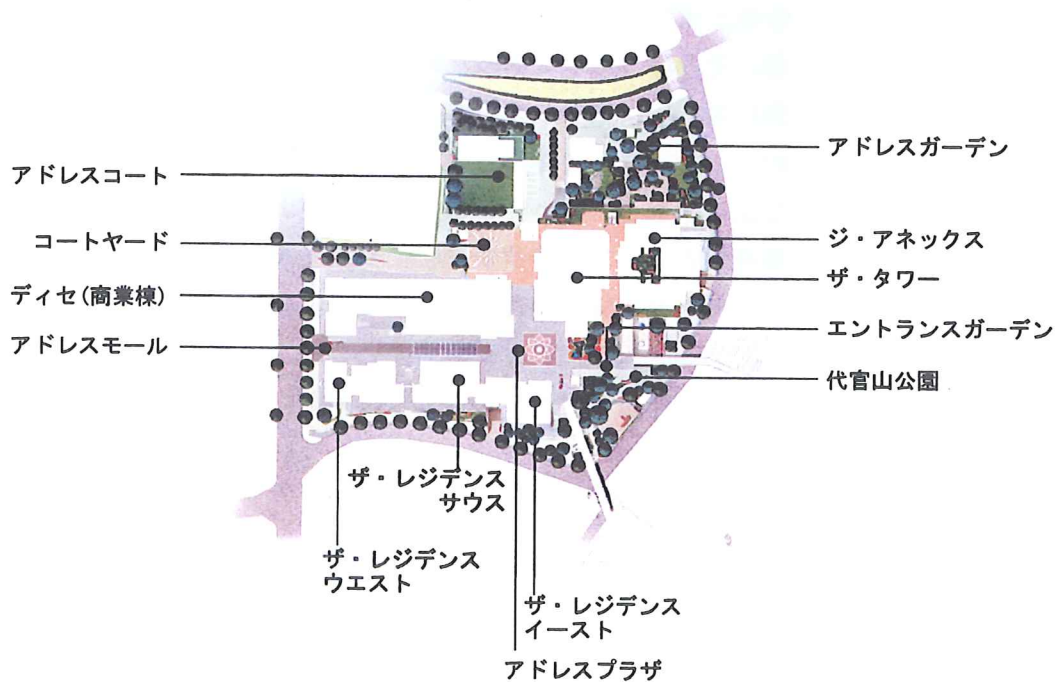 アドレスコート
コートヤード
ディセ(商業棟)
アドレスモール
アドレスガーデン
ジ・アネックス
ザ・タワー
エントランスガーデン
代官山公園
ザ・レジデンス
サウス
ザ・レジデンス
ウエスト
ザ・レジデンス
イースト
アドレスプラザ